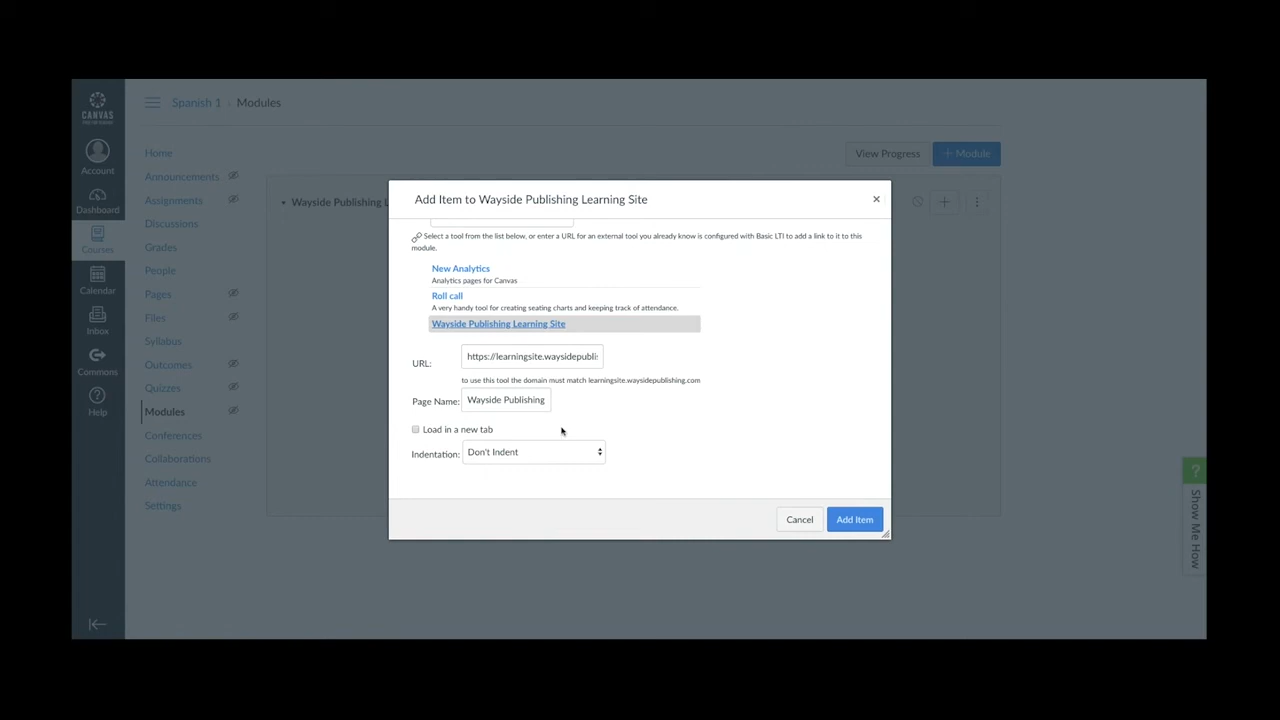 CANVAS
Account
Dashboard
Courses
Calendar
Inbox
Commons
Help
Spanish 1 › Modules
Home
Announcements
Assignments
Discussions
Grades
People
Pages
Files
Syllabus
Outcomes
Quizzes
Modules
Conferences
Collaborations
Attendance
Settings
View Progress
+ Module
Wayside Publishing L
Add Item to Wayside Publishing Learning Site
×
Select a tool from the list below, or enter a URL for an external tool you already know is configured with Basic LTI to add a link to it to this
module.
New Analytics
Analytics pages for Canvas
Roll call
A very handy tool for creating seating charts and keeping track of attendance.
Wayside Publishing Learning Site
URL: https://learningsite.waysidepublis
to use this tool the domain must match learningsite.waysidepublishing.com
Page Name: Wayside Publishing
Load in a new tab
Indentation: Don't Indent
Cancel
Add Item
? Show Me How